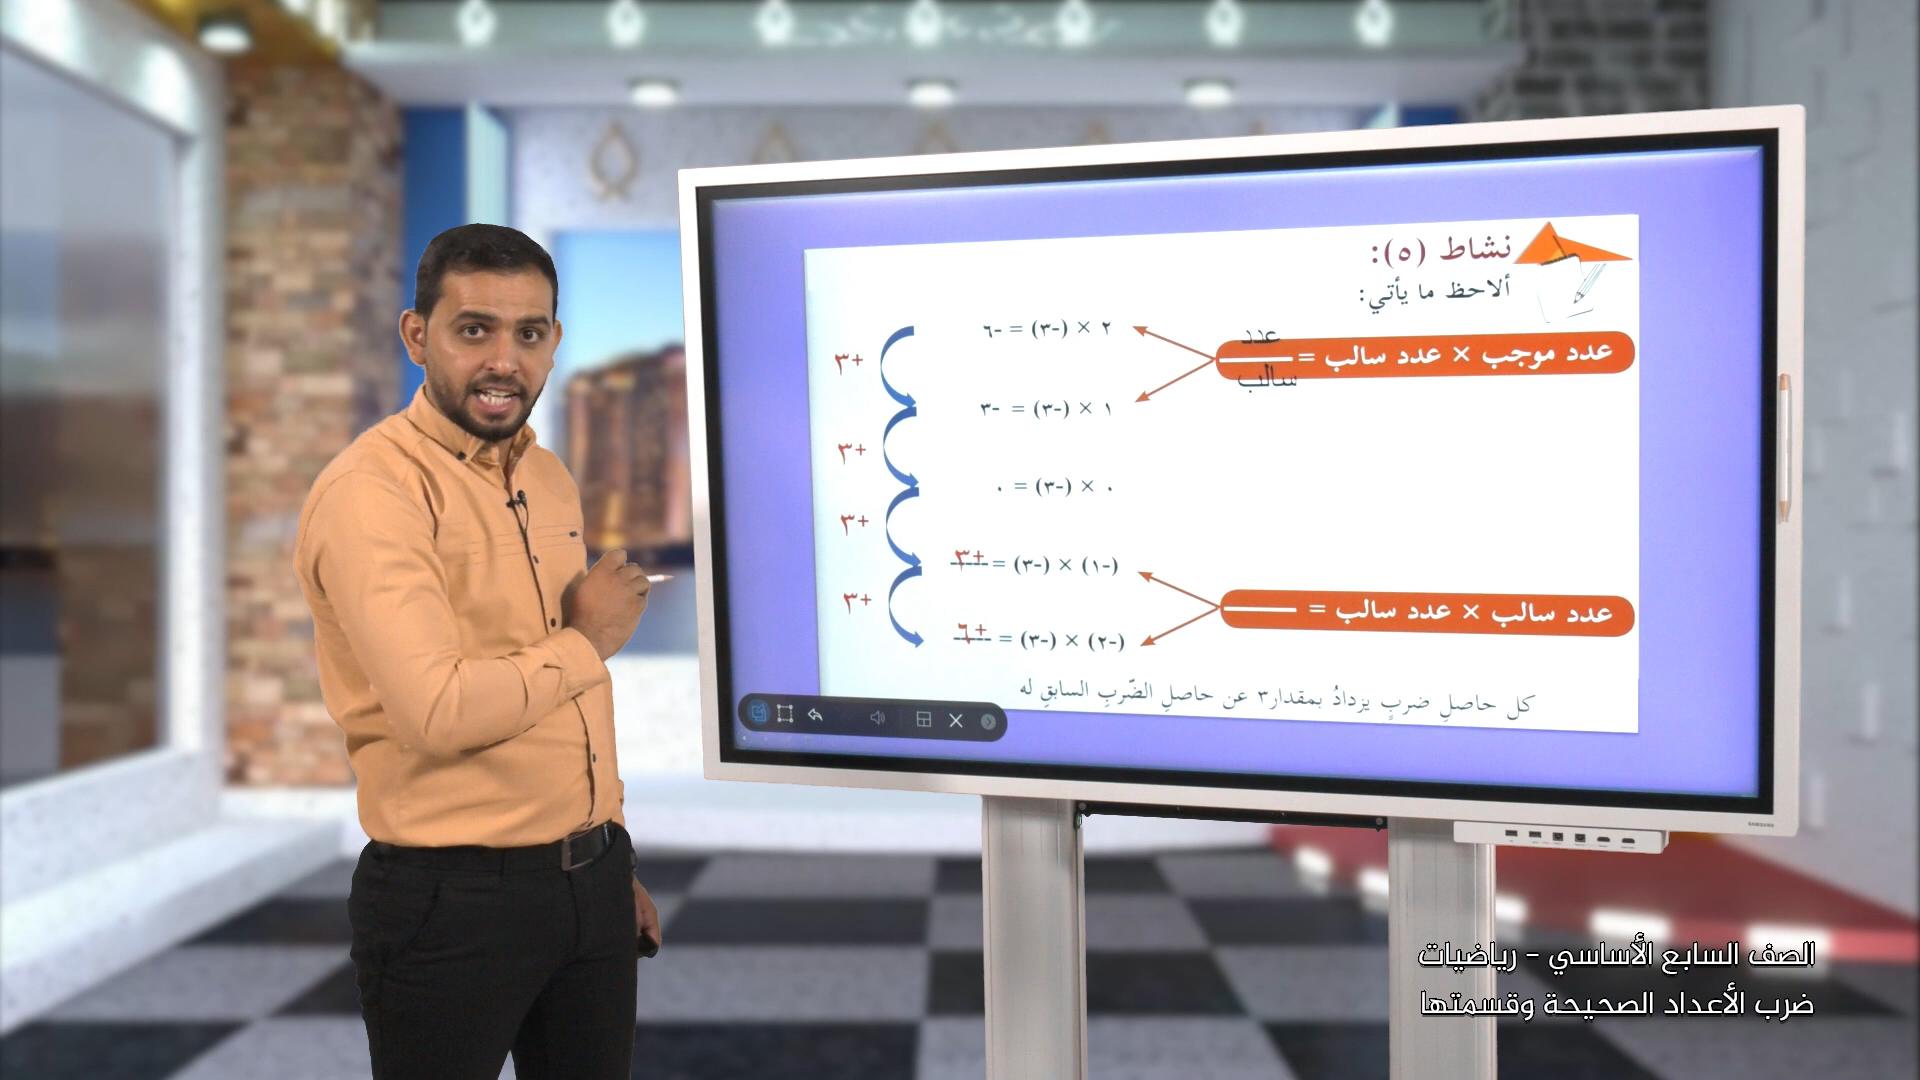 نشاط (٥):
ألاحظ ما يأتي:
عدد موجب × عدد سالب = عدد سالب
٢ × (-٣) = -٦
+٣
١ × (-٣) = -٣
+٣
٠ × (-٣) = ٠
+٣
(-١) × (-٣) = +٣
+٣
عدد سالب × عدد سالب =
(-٢) × (-٣) = +٦
كل حاصلِ ضربٍ يزدادُ بمقدار٣ عن حاصلِ الضّربِ السابقِ له
SAMSUNG
الصف السابع الأساسي - رياضيات
ضرب الأعداد الصحيحة وقسمتها